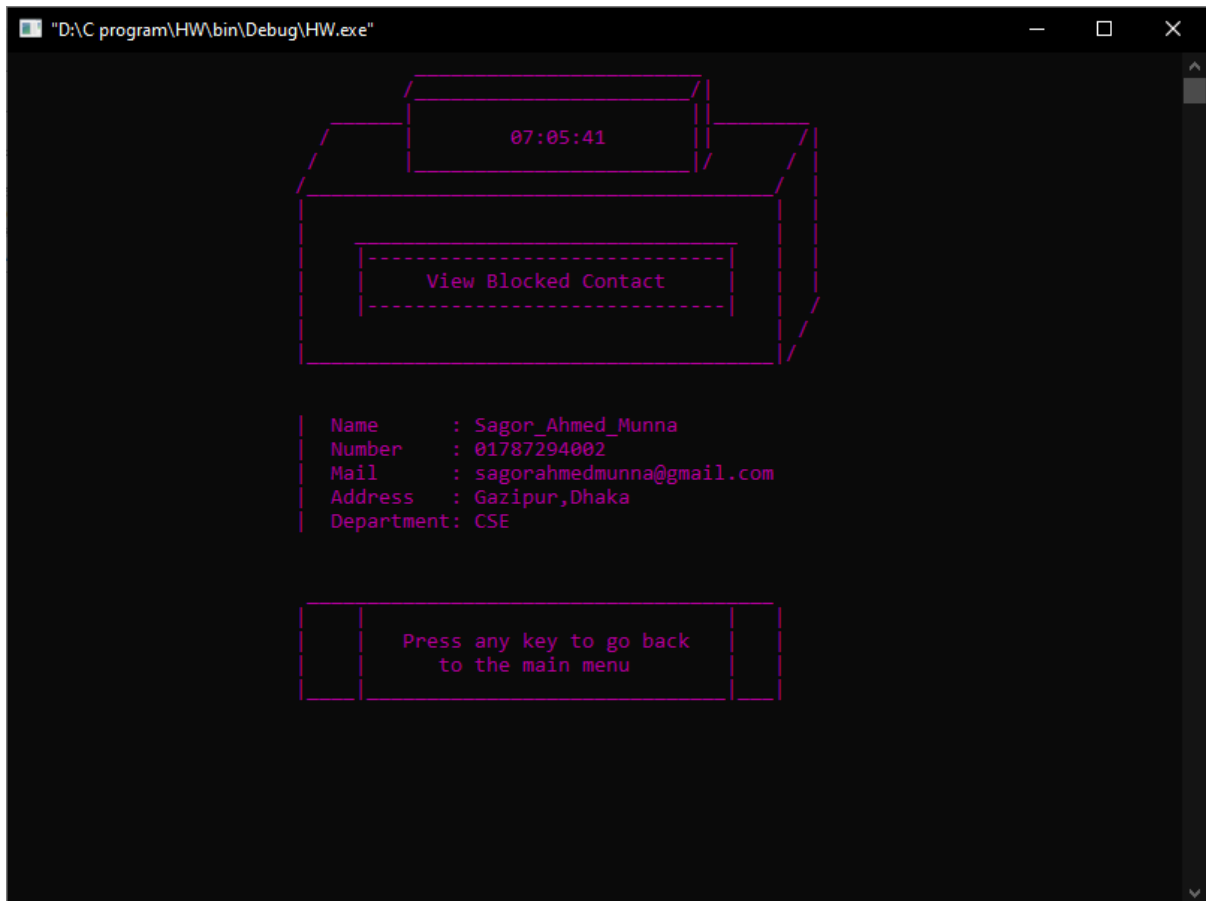 "D:\C program\HW\bin\Debug\HW.exe"
07:05:41
View Blocked Contact
Name : Sagor_Ahmed_Munna
Number : 01787294002
Mail : sagorahmedmunna@gmail.com
Address : Gazipur,Dhaka
Department: CSE
Press any key to go back
to the main menu